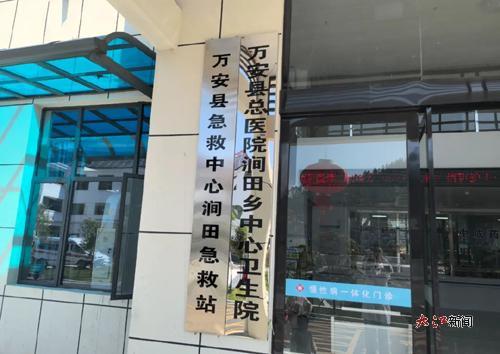 万安县总医院涧田乡中心卫生院
万安县急救中心涧田急救站
慢性病一体化门诊
大江新闻